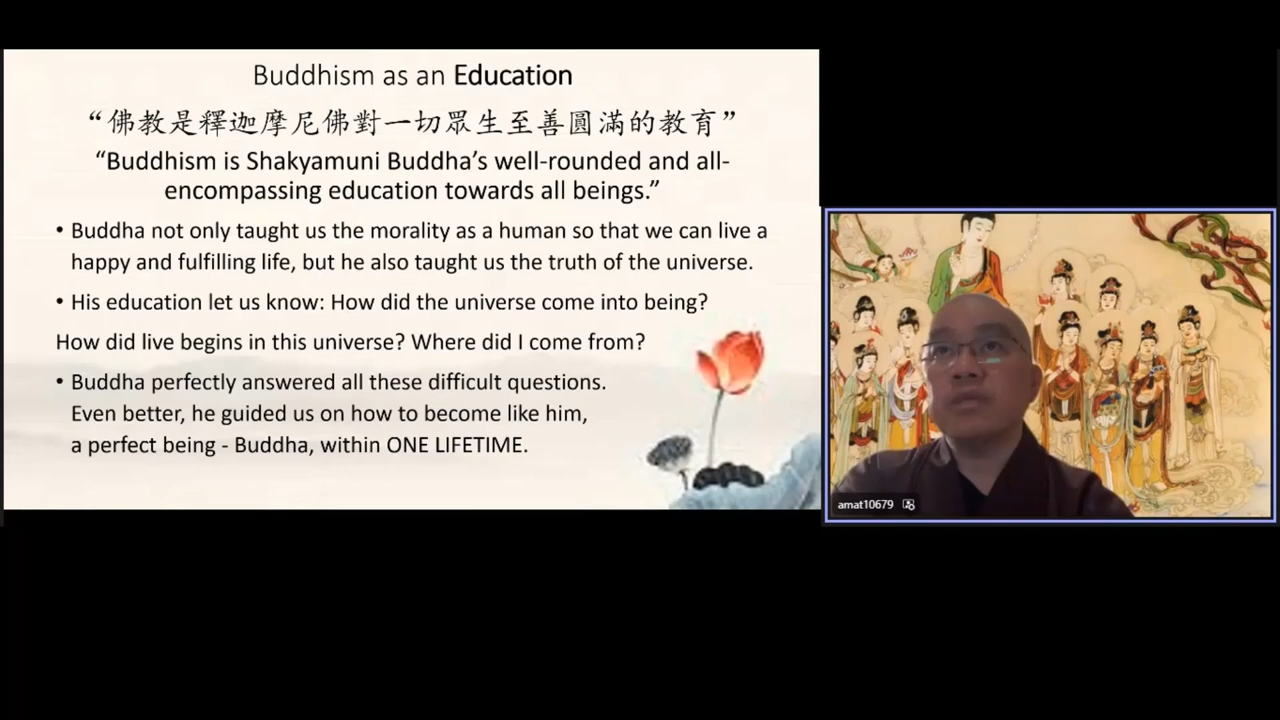 Buddhism as an Education
“佛教是釋迦摩尼佛對一切眾生至善圓滿的教育”
“Buddhism is Shakyamuni Buddha’s well-rounded and all-
encompassing education towards all beings.”
• Buddha not only taught us the morality as a human so that we can live a
happy and fulfilling life, but he also taught us the truth of the universe.
• His education let us know: How did the universe come into being?
How did live begins in this universe? Where did I come from?
• Buddha perfectly answered all these difficult questions.
Even better, he guided us on how to become like him,
a perfect being - Buddha, within ONE LIFETIME.
amat10679